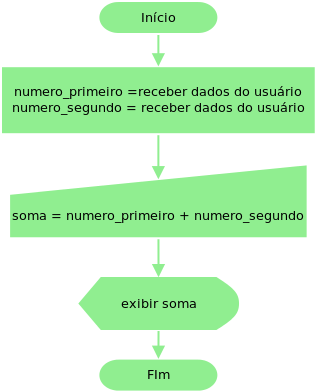 Início
numero_primeiro =receber dados do usuário
numero_segundo = receber dados do usuário
soma = numero_primeiro + numero_segundo
exibir soma
FIm